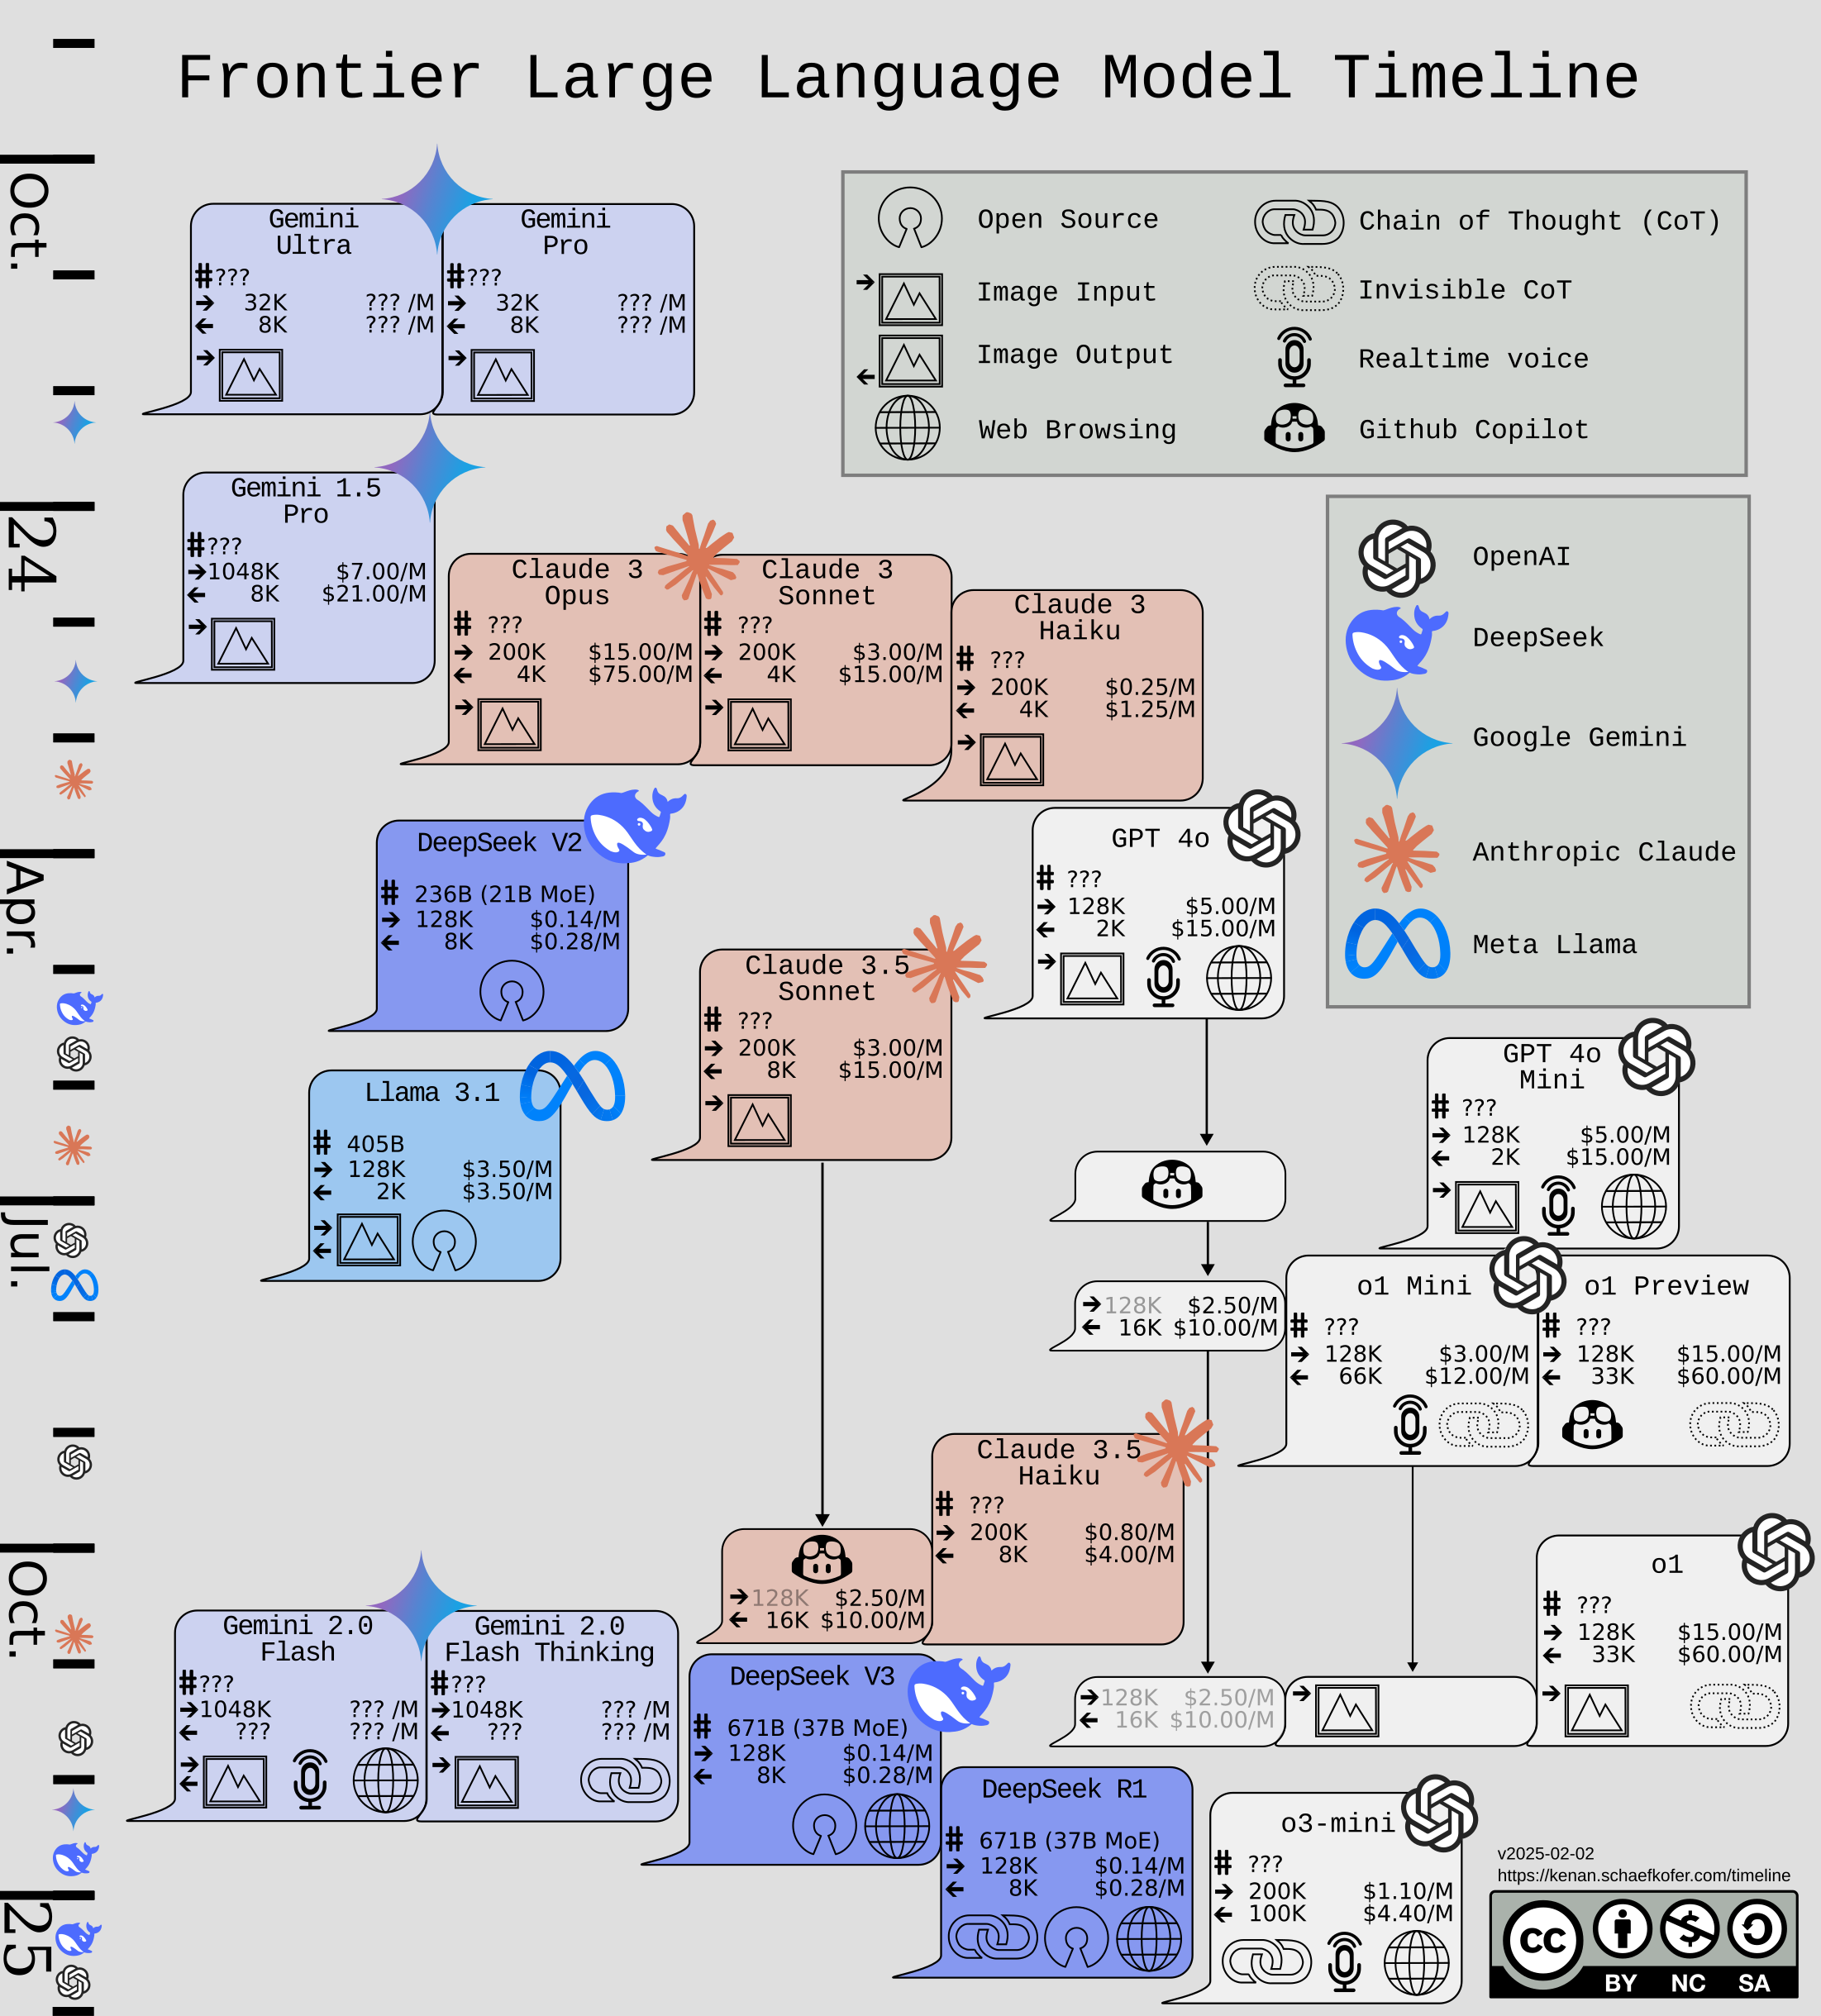 Frontier Large Language Model Timeline
Oct.
24
Apr.
Jul.
Oct.
25
Open Source
Image Input
Image Output
Web Browsing
Chain of Thought (CoT)
Invisible CoT
Realtime voice
Github Copilot
OpenAI
DeepSeek
Google Gemini
Anthropic Claude
Meta Llama
Gemini
Ultra
#???
→ 32K ??? /M
← 8K ??? /M
→
Gemini
Pro
#???
→ 32K ??? /M
← 8K ??? /M
→
Gemini 1.5
Pro
#???
→1048K $7.00/M
← 8K $21.00/M
→
Claude 3
Opus
# ???
→ 200K $15.00/M
← 4K $75.00/M
→
Claude 3
Sonnet
# ???
→ 200K $3.00/M
← 4K $15.00/M
→
Claude 3
Haiku
# ???
→ 200K $0.25/M
← 4K $1.25/M
→
DeepSeek V2
# 236B (21B MoE)
→ 128K $0.14/M
← 8K $0.28/M
GPT 4o
# ???
→ 128K $5.00/M
← 2K $15.00/M
→
Claude 3.5
Sonnet
# ???
→ 200K $3.00/M
← 8K $15.00/M
→
GPT 4o
Mini
# ???
→ 128K $5.00/M
← 2K $15.00/M
→
Llama 3.1
# 405B
→ 128K $3.50/M
← 2K $3.50/M
→
←
→128K $2.50/M
← 16K $10.00/M
o1 Mini
# ???
→ 128K $3.00/M
← 66K $12.00/M
o1 Preview
# ???
→ 128K $15.00/M
← 33K $60.00/M
Claude 3.5
Haiku
# ???
→ 200K $0.80/M
← 8K $4.00/M
→128K $2.50/M
← 16K $10.00/M
o1
# ???
→ 128K $15.00/M
← 33K $60.00/M
→
Gemini 2.0
Flash
#???
→1048K ??? /M
← ??? ??? /M
→
←
Gemini 2.0
Flash Thinking
#???
→1048K ??? /M
← ??? ??? /M
→
DeepSeek V3
# 671B (37B MoE)
→ 128K $0.14/M
← 8K $0.28/M
→128K $2.50/M
← 16K $10.00/M
→
DeepSeek R1
# 671B (37B MoE)
→ 128K $0.14/M
← 8K $0.28/M
o3-mini
# ???
→ 200K $1.10/M
← 100K $4.40/M
v2025-02-02
https://kenan.schaefkofer.com/timeline
cc
BY NC SA